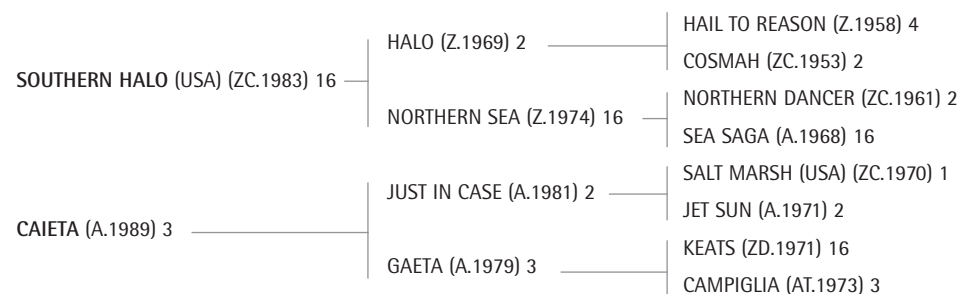 HAIL TO REASON (Z.1958) 4
HALO (Z.1969) 2
COSMAH (ZC.1953) 2
SOUTHERN HALO (USA) (ZC.1983) 16
NORTHERN DANCER (ZC.1961) 2
NORTHERN SEA (Z.1974) 16
SEA SAGA (A.1968) 16
SALT MARSH (USA) (ZC.1970) 1
JUST IN CASE (A.1981) 2
JET SUN (A.1971) 2
CAIETA (A.1989) 3
KEATS (ZD.1971) 16
GAETA (A.1979) 3
CAMPIGLIA (AT.1973) 3